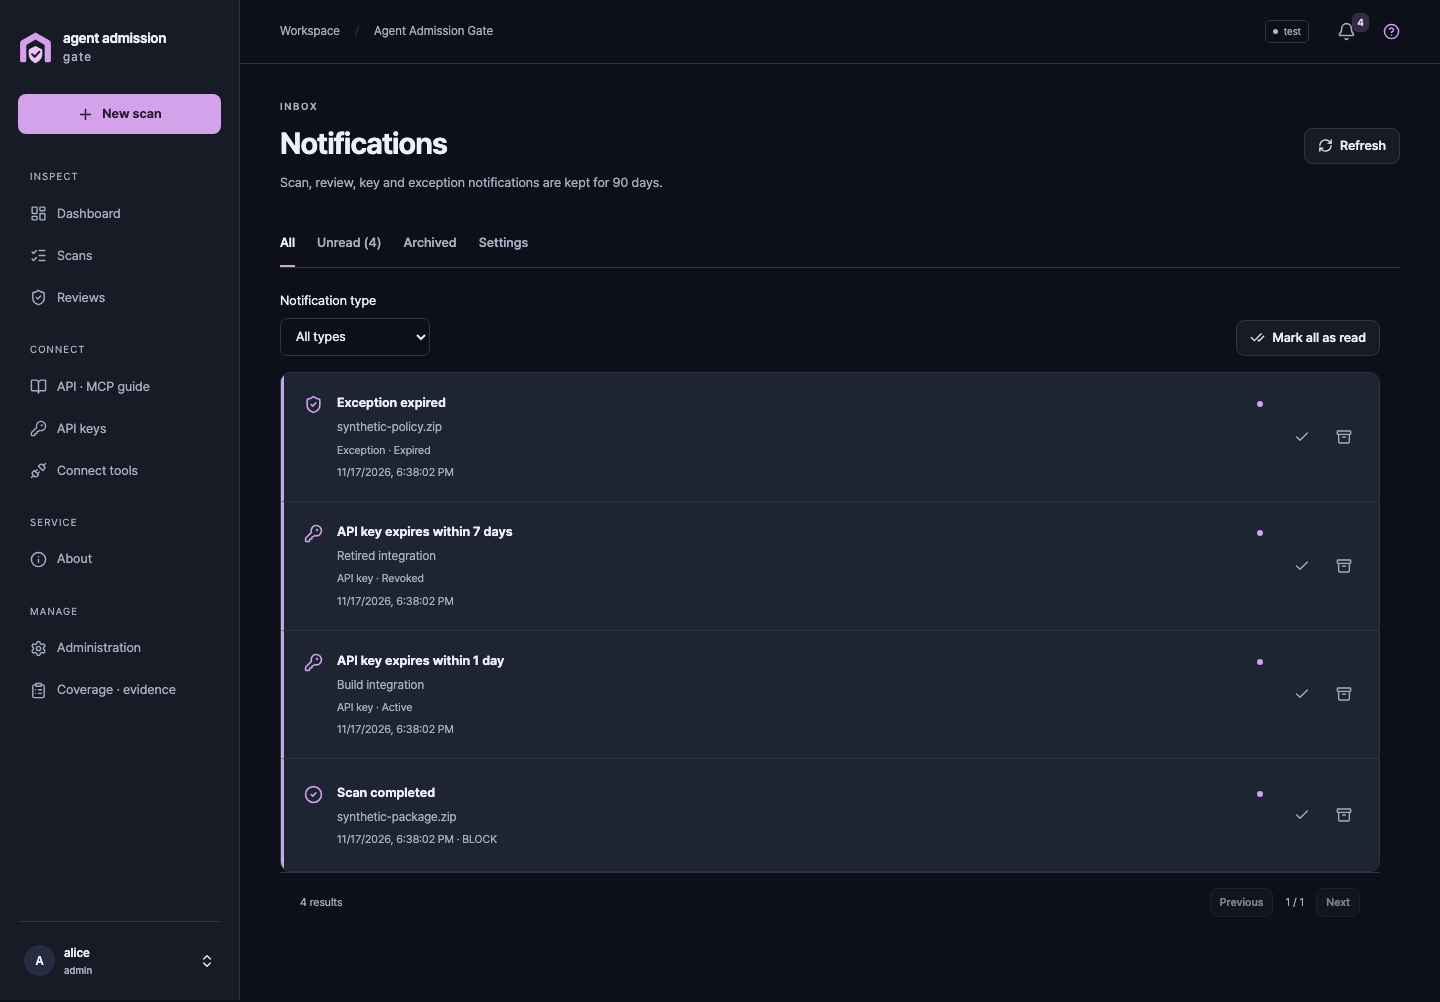 agent admission
gate
New scan
INSPECT
Dashboard
Scans
Reviews
CONNECT
API · MCP guide
API keys
Connect tools
SERVICE
About
MANAGE
Administration
Coverage · evidence
A
alice
admin
Workspace / Agent Admission Gate
test
4
INBOX
Notifications
Refresh
Scan, review, key and exception notifications are kept for 90 days.
All Unread (4) Archived Settings
Notification type
All types
Mark all as read
Exception expired
synthetic-policy.zip
Exception · Expired
11/17/2026, 6:38:02 PM
API key expires within 7 days
Retired integration
API key · Revoked
11/17/2026, 6:38:02 PM
API key expires within 1 day
Build integration
API key · Active
11/17/2026, 6:38:02 PM
Scan completed
synthetic-package.zip
11/17/2026, 6:38:02 PM · BLOCK
4 results
Previous 1 / 1 Next